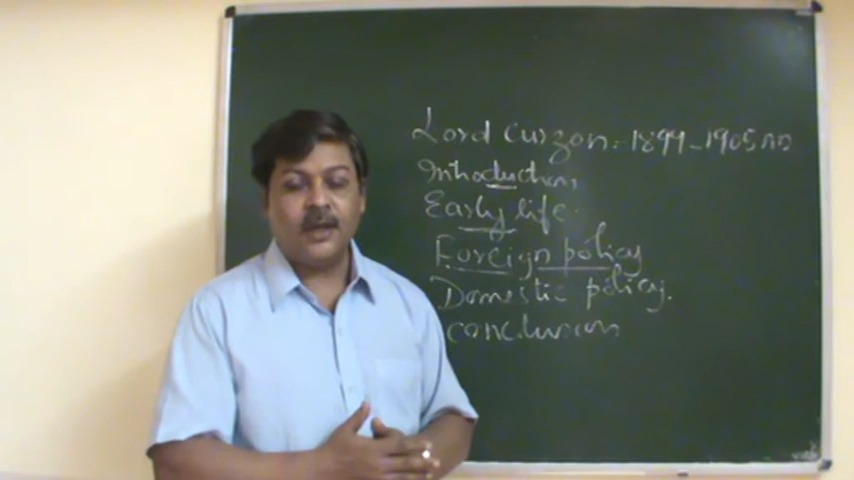 Lord Curzon:- 1899-1905 AD
Introduction,
Early life.
Foreign policy
Domestic policy.
conclusion